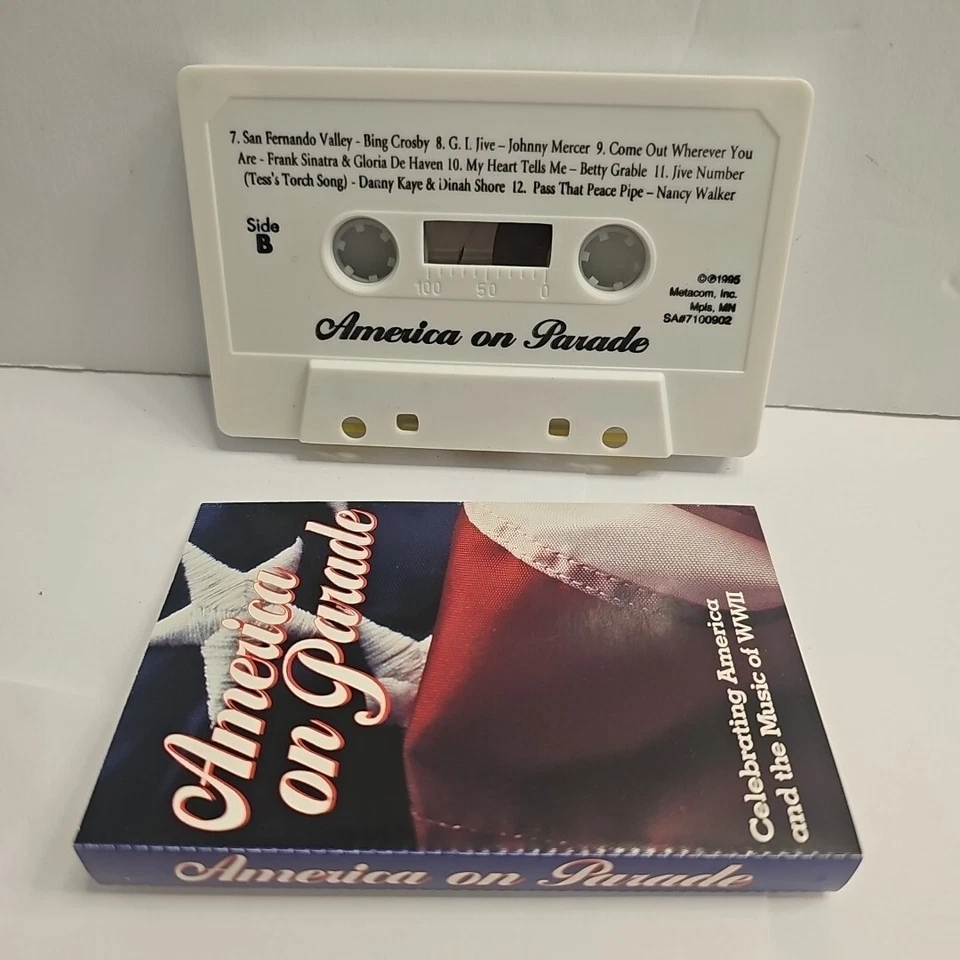 7. San Fernando Valley - Bing Crosby 8. G. I. Jive – Johnny Mercer 9. Come Out Wherever You
Are - Frank Sinatra & Gloria De Haven 10. My Heart Tells Me – Betty Grable 11. Jive Number
(Tess's Torch Song) - Danny Kaye & Dinah Shore 12. Pass That Peace Pipe – Nancy Walker
Side
B
100 50 0
©℗1995
Metacom, Inc.
Mpls, MN
SA#7100902
America on Parade
America
on Parade
Celebrating America
and the Music of WWII
America on Parade